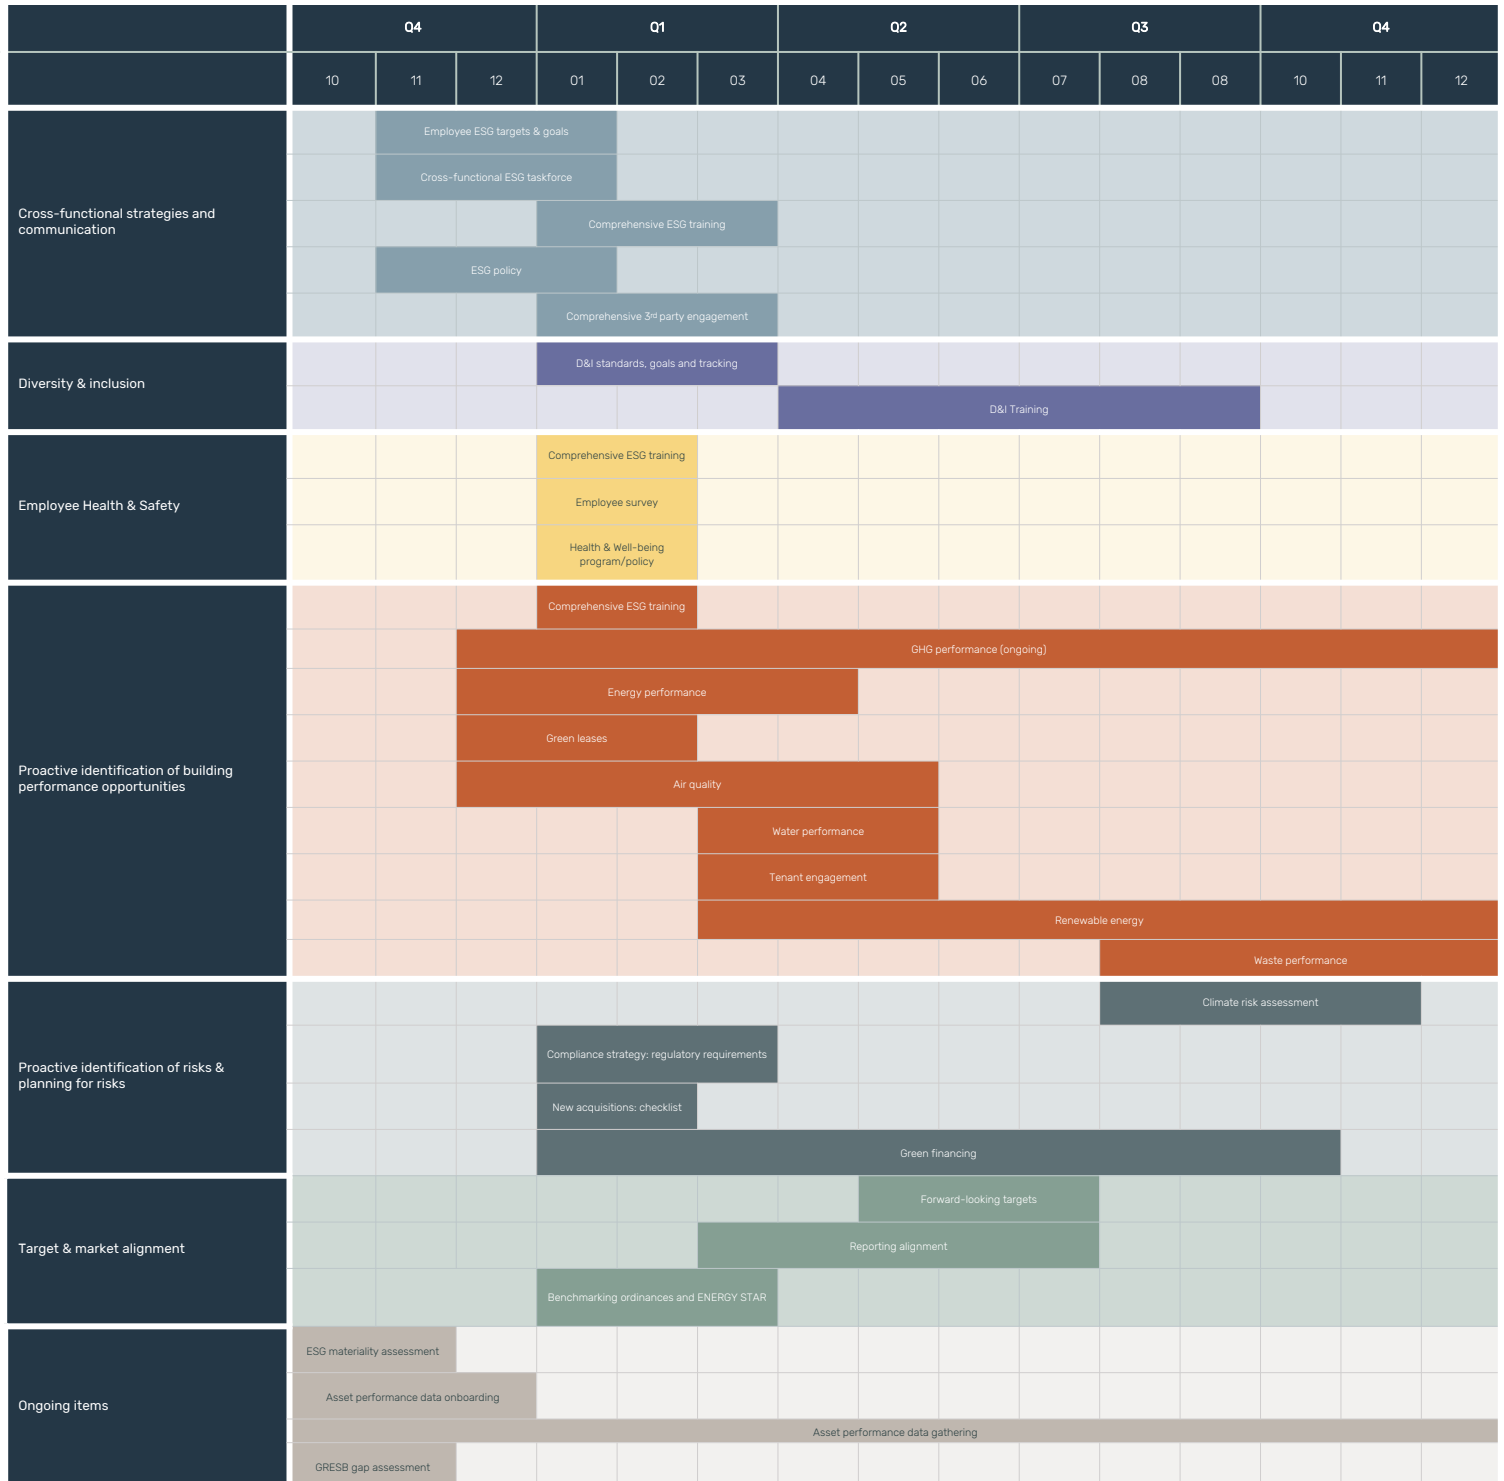 Q4 Q1 Q2 Q3 Q4
10 11 12 01 02 03 04 05 06 07 08 08 10 11 12
Cross-functional strategies and
communication
Employee ESG targets & goals
Cross-functional ESG taskforce
Comprehensive ESG training
ESG policy
Comprehensive 3rd party engagement
Diversity & inclusion
D&I standards, goals and tracking
D&I Training
Employee Health & Safety
Comprehensive ESG training
Employee survey
Health & Well-being
program/policy
Proactive identification of building
performance opportunities
Comprehensive ESG training
GHG performance (ongoing)
Energy performance
Green leases
Air quality
Water performance
Tenant engagement
Renewable energy
Waste performance
Proactive identification of risks &
planning for risks
Climate risk assessment
Compliance strategy: regulatory requirements
New acquisitions: checklist
Green financing
Target & market alignment
Forward-looking targets
Reporting alignment
Benchmarking ordinances and ENERGY STAR
Ongoing items
ESG materiality assessment
Asset performance data onboarding
Asset performance data gathering
GRESB gap assessment